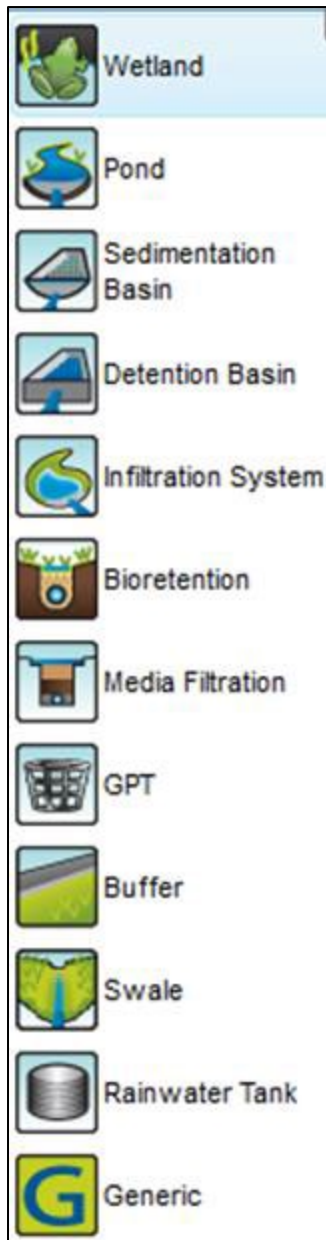 Wetland
Pond
Sedimentation
Basin
Detention Basin
Infiltration System
Bioretention
Media Filtration
GPT
Buffer
Swale
Rainwater Tank
G
Generic